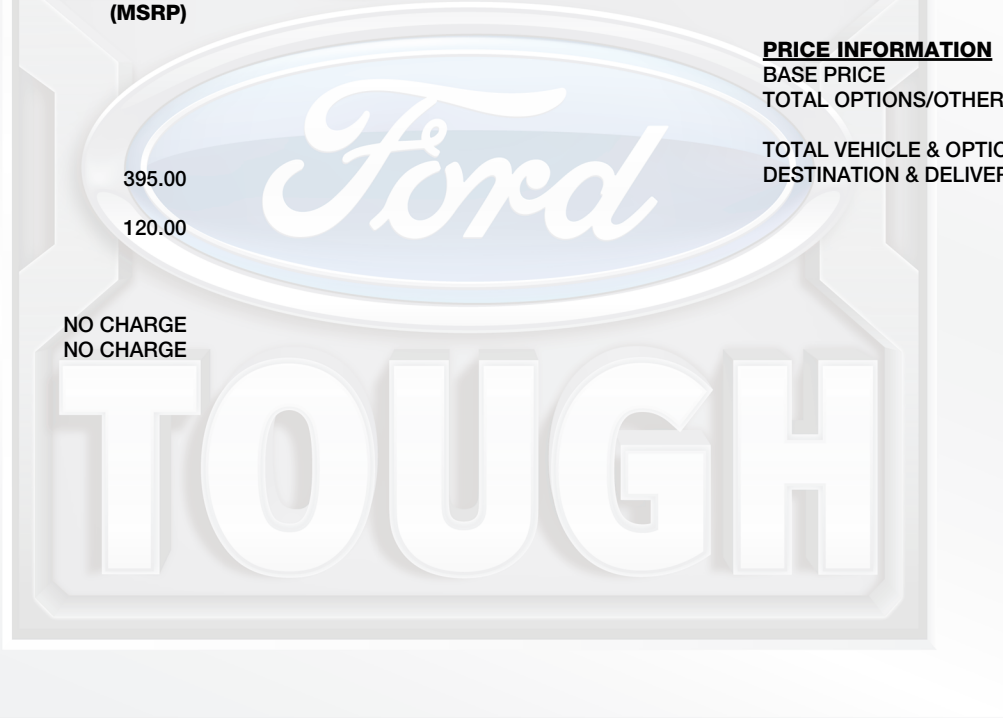 (MSRP)
PRICE INFORMATION
BASE PRICE
TOTAL OPTIONS/OTHER
TOTAL VEHICLE & OPTIO
DESTINATION & DELIVER
395.00
120.00
NO CHARGE
NO CHARGE
Ford
TOUGH